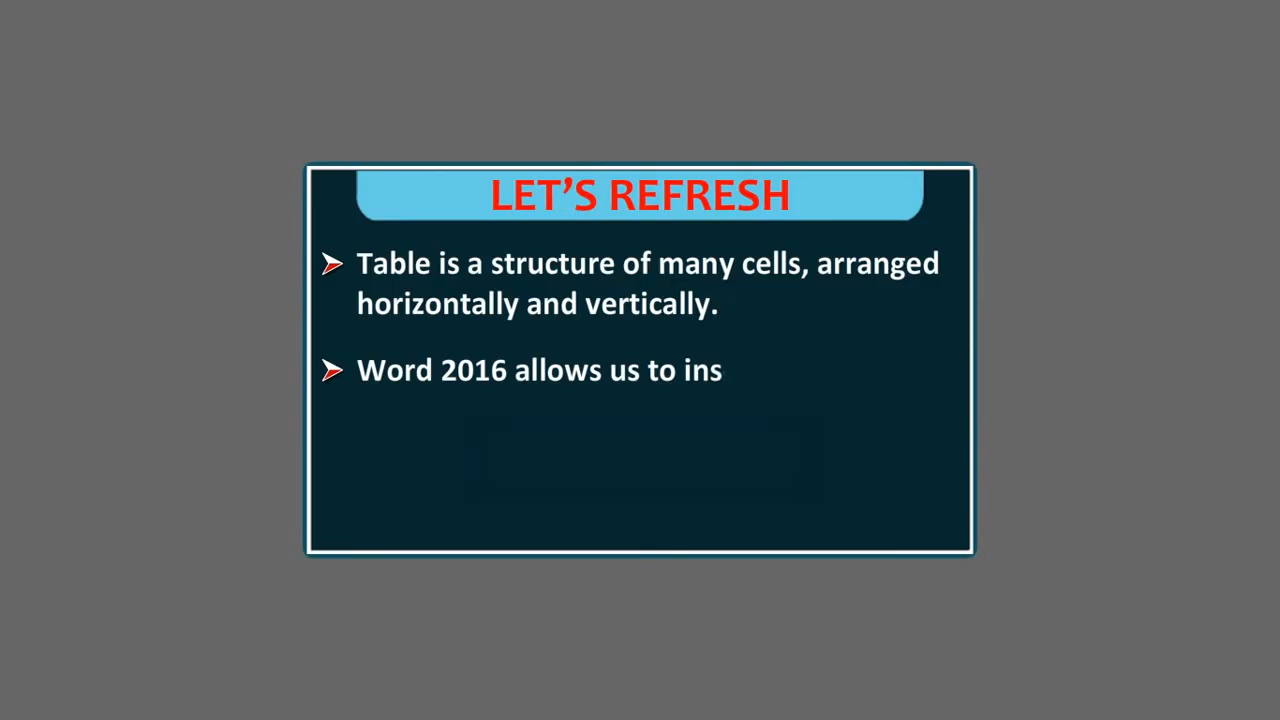 LET’S REFRESH
Table is a structure of many cells, arranged
horizontally and vertically.
Word 2016 allows us to ins